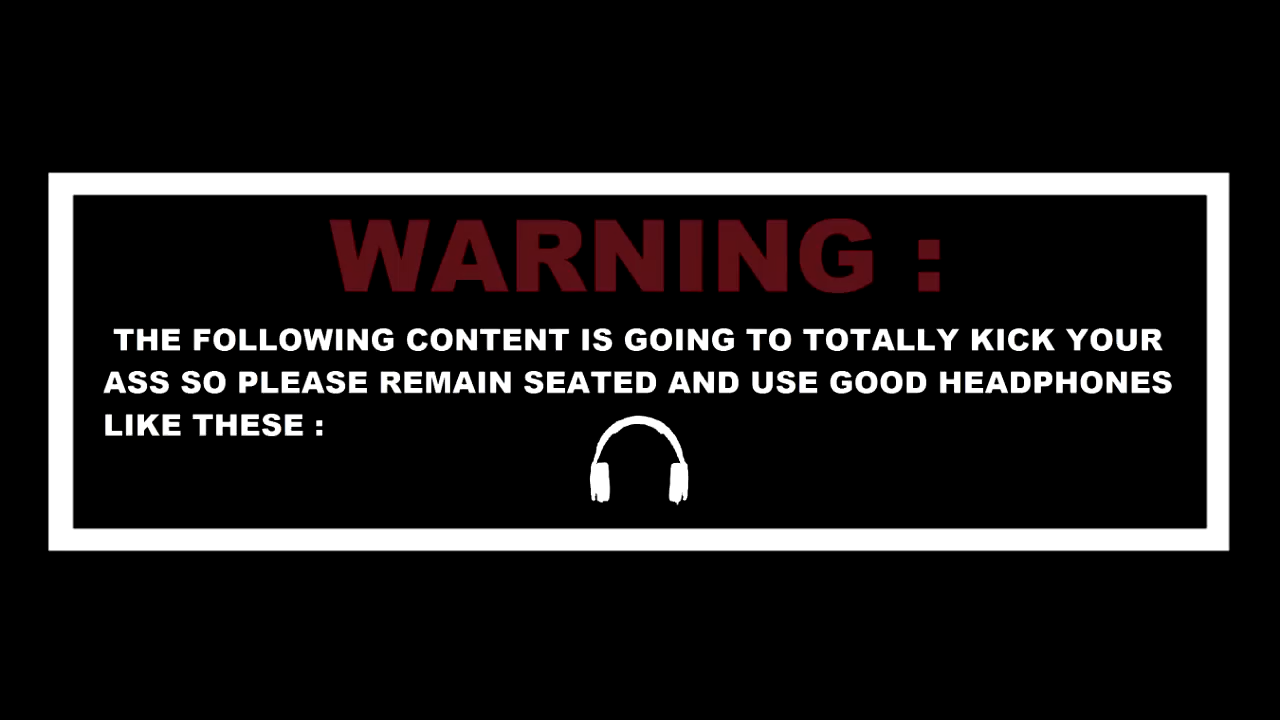 WARNING :
THE FOLLOWING CONTENT IS GOING TO TOTALLY KICK YOUR
ASS SO PLEASE REMAIN SEATED AND USE GOOD HEADPHONES
LIKE THESE :